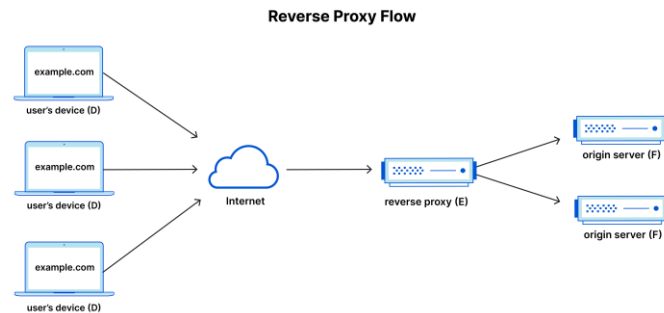 Reverse Proxy Flow
example.com
user's device (D)
example.com
user's device (D)
example.com
user's device (D)
Internet
reverse proxy (E)
origin server (F)
origin server (F)